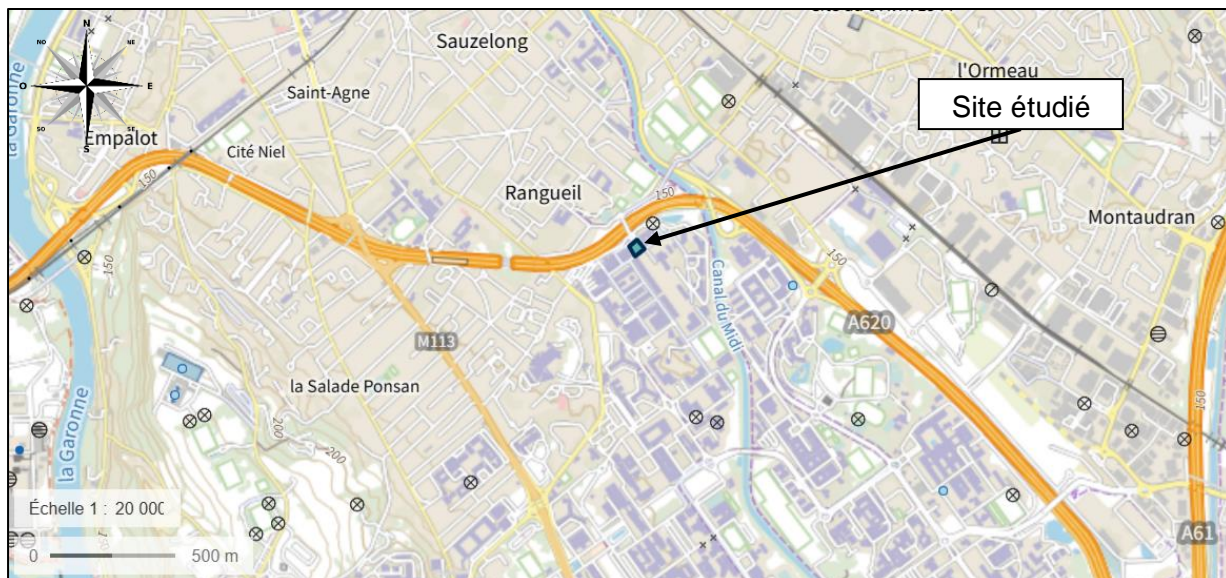 Sauzelong
N
NO
NE
O
E
SO
SE
S
la Garonne
Saint-Agne
l'Ormeau
Site étudié
Empalot
Cité Niel
150
Rangueil
150
Montaudran
150
150
Canal du Midi
A620
M113
la Salade Ponsan
150
la Garonne
200
200
Échelle 1 : 20 000
150
0
500 m
A61